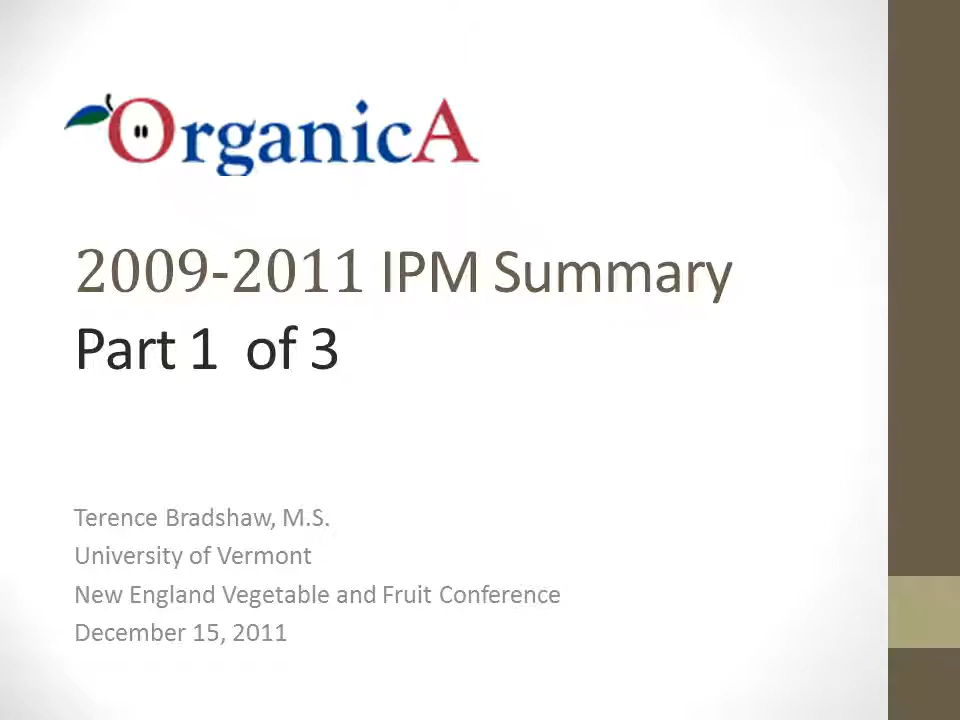 OrganicA
2009-2011 IPM Summary
Part 1 of 3
Terence Bradshaw, M.S.
University of Vermont
New England Vegetable and Fruit Conference
December 15, 2011